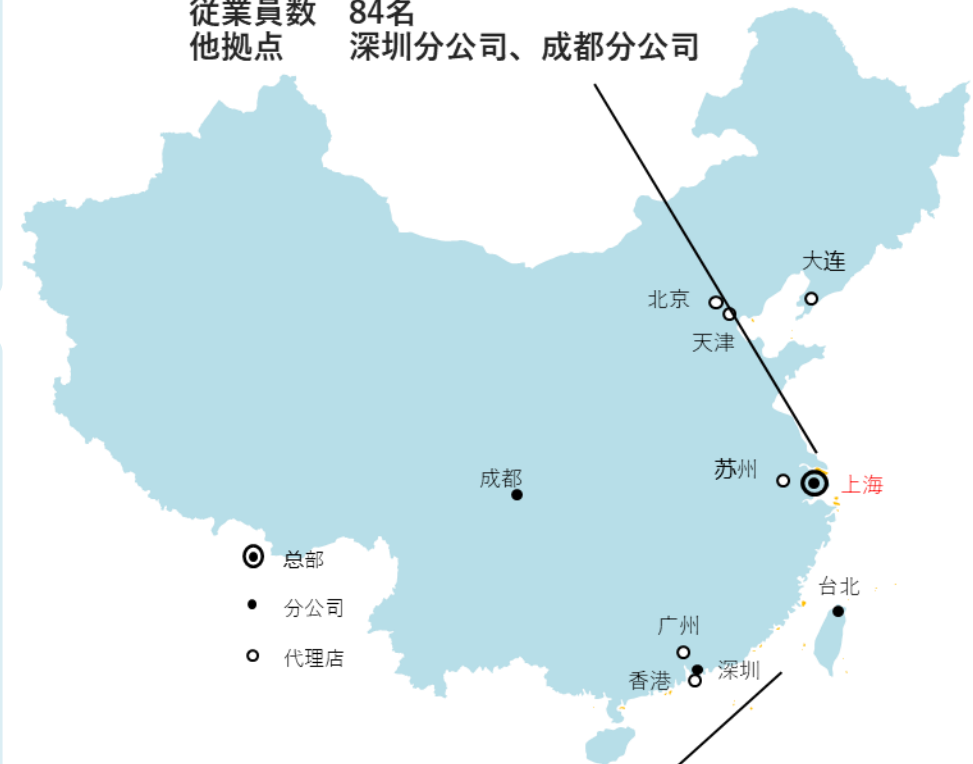 従業員数　84名
他拠点　　深圳分公司、成都分公司
大连
北京
天津
苏州
上海
成都
总部
台北
分公司
广州
代理店
深圳
香港